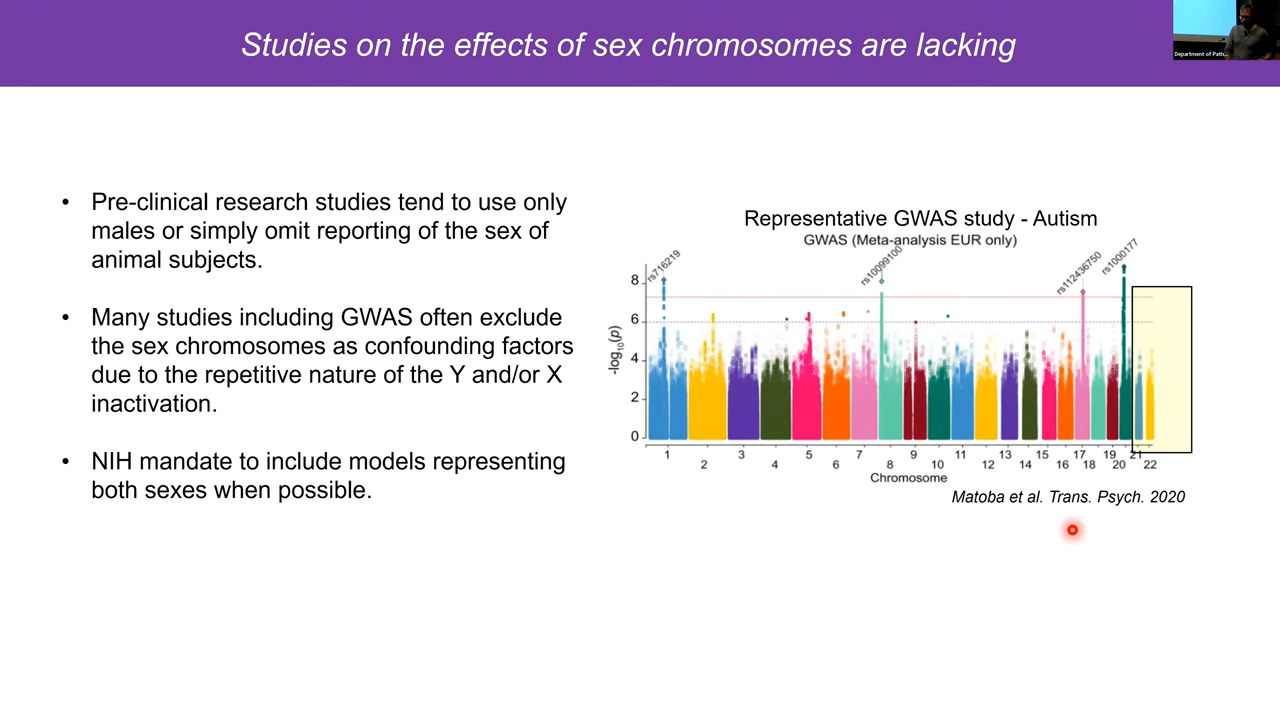 Studies on the effects of sex chromosomes are lacking
Department of Path...
• Pre-clinical research studies tend to use only
males or simply omit reporting of the sex of
animal subjects.
• Many studies including GWAS often exclude
the sex chromosomes as confounding factors
due to the repetitive nature of the Y and/or X
inactivation.
• NIH mandate to include models representing
both sexes when possible.
Representative GWAS study - Autism
GWAS (Meta-analysis EUR only)
rs716219
rs10099100
rs112436750
rs1000177
8
6
4
2
0
-log10(p)
1 2 3 4 5 6 7 8 9 10 11 12 13 14 15 16 17 18 19 20 21 22
Chromosome
Matoba et al. Trans. Psych. 2020